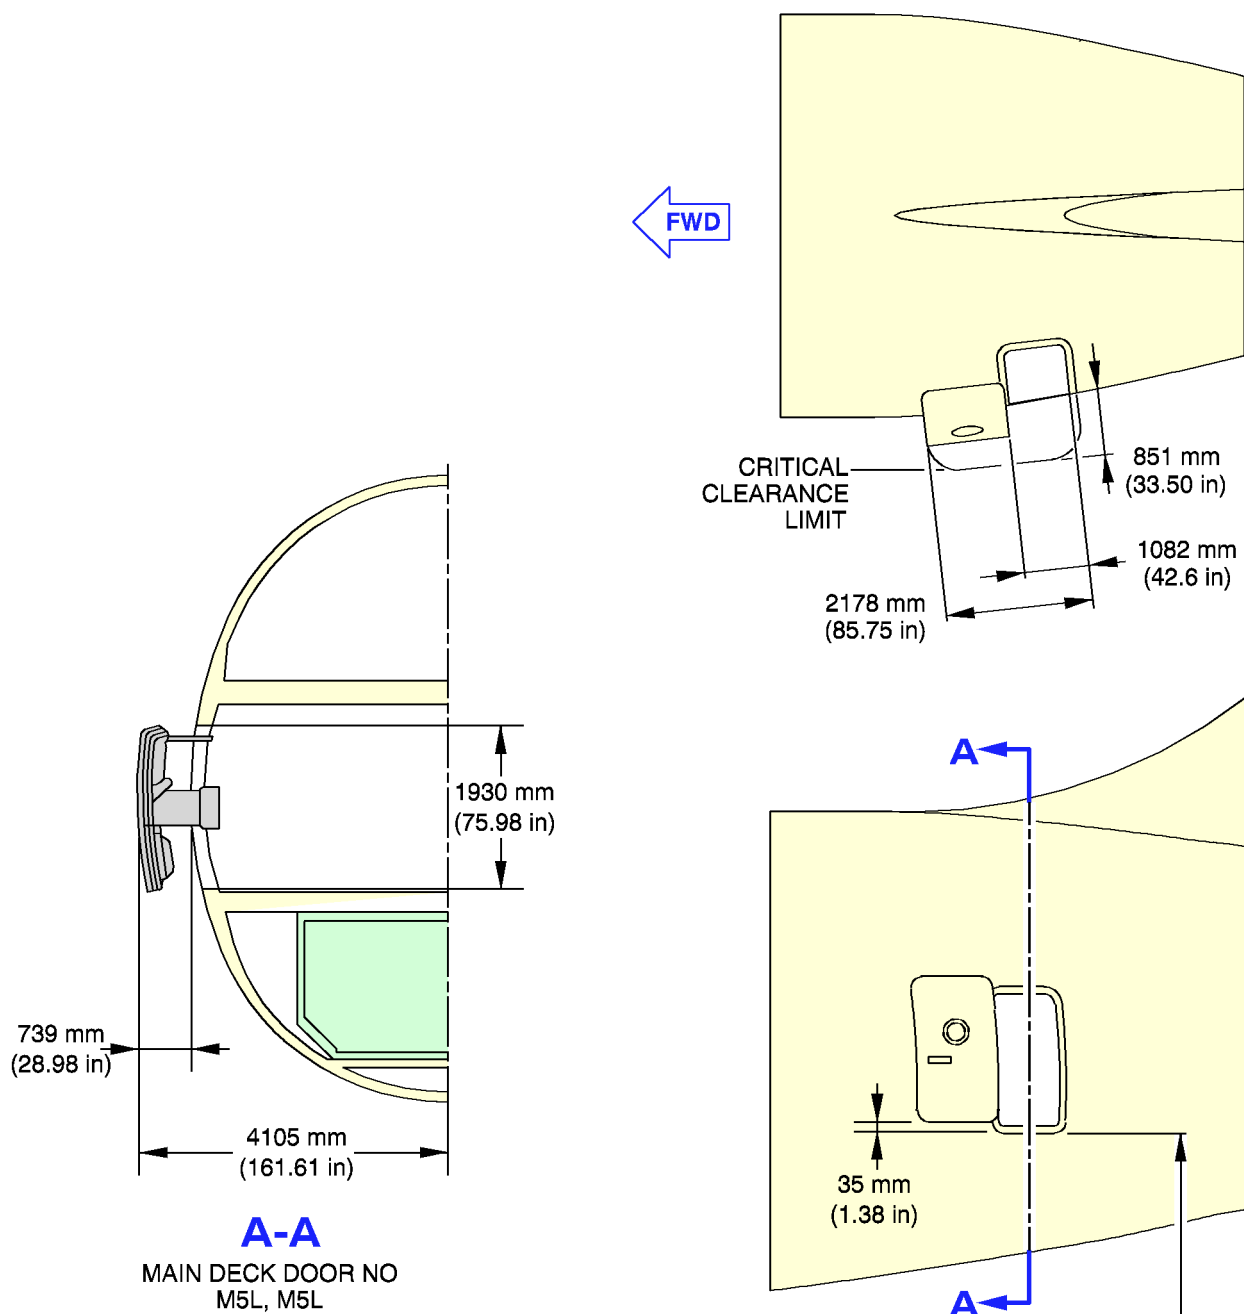 FWD
CRITICAL
CLEARANCE
LIMIT
851 mm
(33.50 in)
1082 mm
(42.6 in)
2178 mm
(85.75 in)
1930 mm
(75.98 in)
739 mm
(28.98 in)
4105 mm
(161.61 in)
A-A
MAIN DECK DOOR NO
M5L, M5L
A
35 mm
(1.38 in)
A